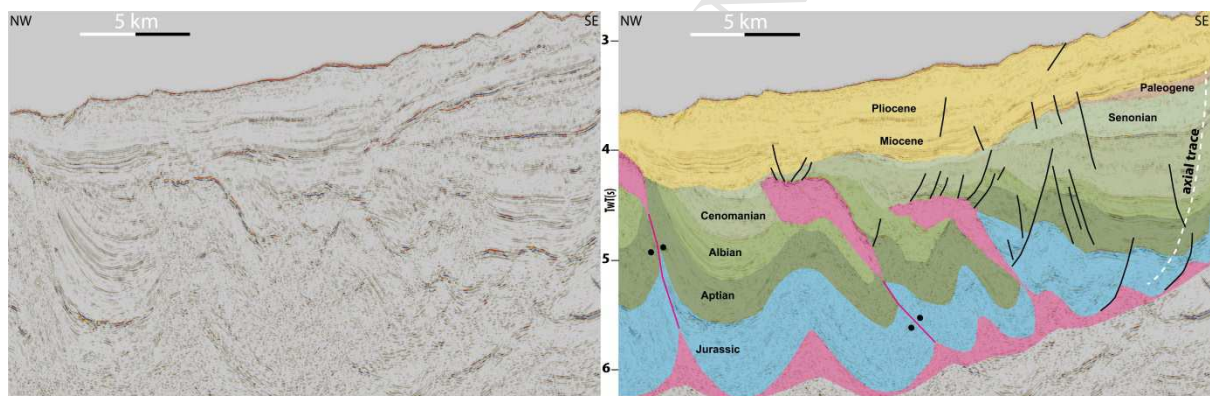 NW
SE
5 km
NW
SE
5 km
3
4
5
6
TWT(s)
Pliocene
Miocene
Paleogene
Senonian
axial trace
Cenomanian
Albian
Aptian
Jurassic